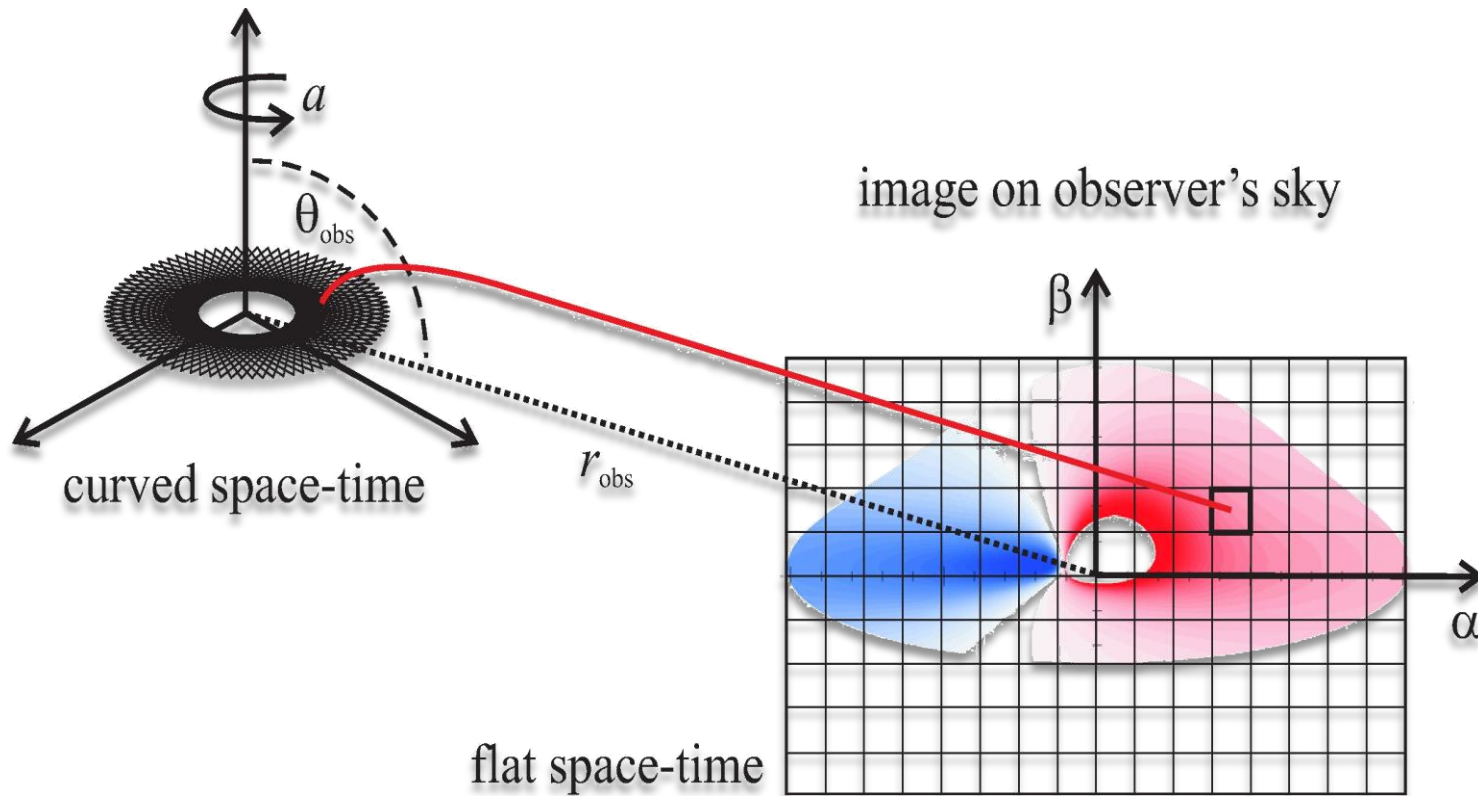 a
θobs
image on observer’s sky
β
robs
curved space-time
α
flat space-time